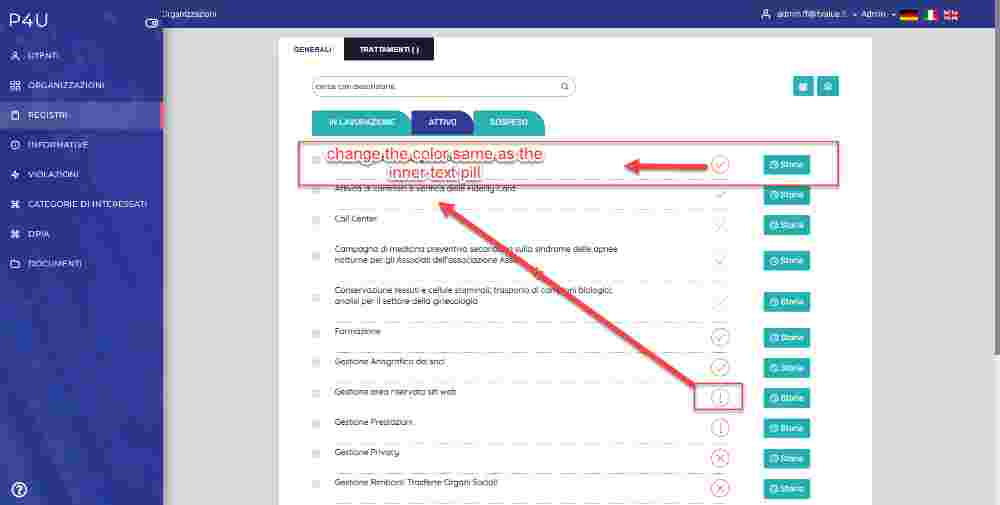 P4U
Organizzazioni
admin.ff@itvalue.it
Admin
UTENTI
ORGANIZZAZIONI
REGISTRI
INFORMATIVE
VIOLAZIONI
CATEGORIE DI INTERESSATI
DPIA
DOCUMENTI
GENERALI
TRATTAMENTI ( )
cerca con descrizione
IN LAVORAZIONE
ATTIVO
SOSPESO
change the color same as the
inner text pill
Storia
Attività di controllo e verifica delle Fidelity Card
Storia
Call Center
Storia
Campagna di medicina preventiva secondaria sulla sindrome delle apnee
notturne per gli Associati dell'associazione
Storia
Conservazione tessuti e cellule staminali; trasporto di campioni biologici;
analisi per il settore della ginecologia
Storia
Formazione
Storia
Gestione Anagrafica dei soci
Storia
Gestione area riservata siti web
Storia
Gestione Prestazioni
Storia
Gestione Privacy
Storia
Gestione Rimborsi Trasferte Organi Sociali
Storia